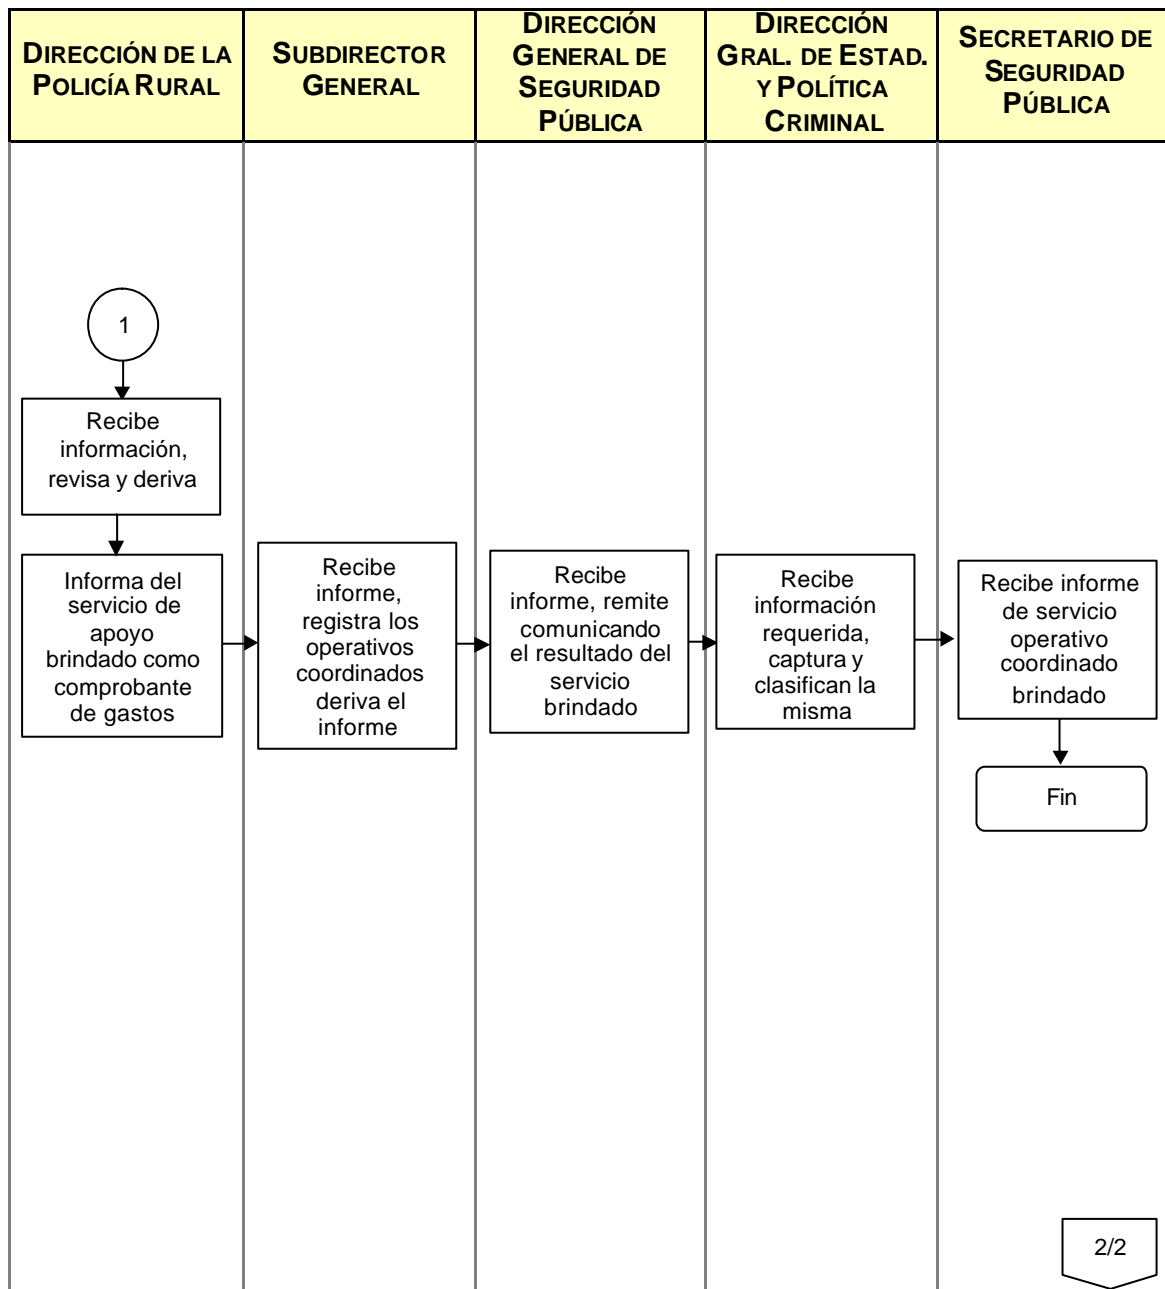 DIRECCIÓN DE LA
POLICÍA RURAL
SUBDIRECTOR
GENERAL
DIRECCIÓN
GENERAL DE
SEGURIDAD
PÚBLICA
DIRECCIÓN
GRAL. DE ESTAD.
Y POLÍTICA
CRIMINAL
SECRETARIO DE
SEGURIDAD
PÚBLICA
1
Recibe
información,
revisa y deriva
Informa del
servicio de
apoyo
brindado como
comprobante
de gastos
Recibe
informe,
registra los
operativos
coordinados
deriva el
informe
Recibe
informe, remite
comunicando
el resultado del
servicio
brindado
Recibe
información
requerida,
captura y
clasifican la
misma
Recibe informe
de servicio
operativo
coordinado
brindado
Fin
2/2